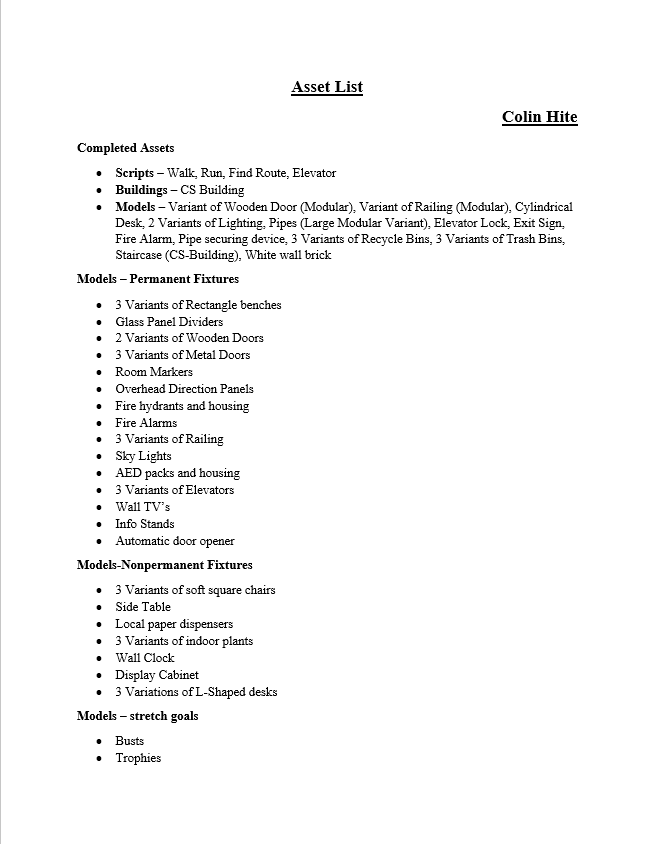 Asset List
Colin Hite
Completed Assets
• Scripts – Walk, Run, Find Route, Elevator
• Buildings – CS Building
• Models – Variant of Wooden Door (Modular), Variant of Railing (Modular), Cylindrical
Desk, 2 Variants of Lighting, Pipes (Large Modular Variant), Elevator Lock, Exit Sign,
Fire Alarm, Pipe securing device, 3 Variants of Recycle Bins, 3 Variants of Trash Bins,
Staircase (CS-Building), White wall brick
Models – Permanent Fixtures
• 3 Variants of Rectangle benches
• Glass Panel Dividers
• 2 Variants of Wooden Doors
• 3 Variants of Metal Doors
• Room Markers
• Overhead Direction Panels
• Fire hydrants and housing
• Fire Alarms
• 3 Variants of Railing
• Sky Lights
• AED packs and housing
• 3 Variants of Elevators
• Wall TV’s
• Info Stands
• Automatic door opener
Models-Nonpermanent Fixtures
• 3 Variants of soft square chairs
• Side Table
• Local paper dispensers
• 3 Variants of indoor plants
• Wall Clock
• Display Cabinet
• 3 Variations of L-Shaped desks
Models – stretch goals
• Busts
• Trophies